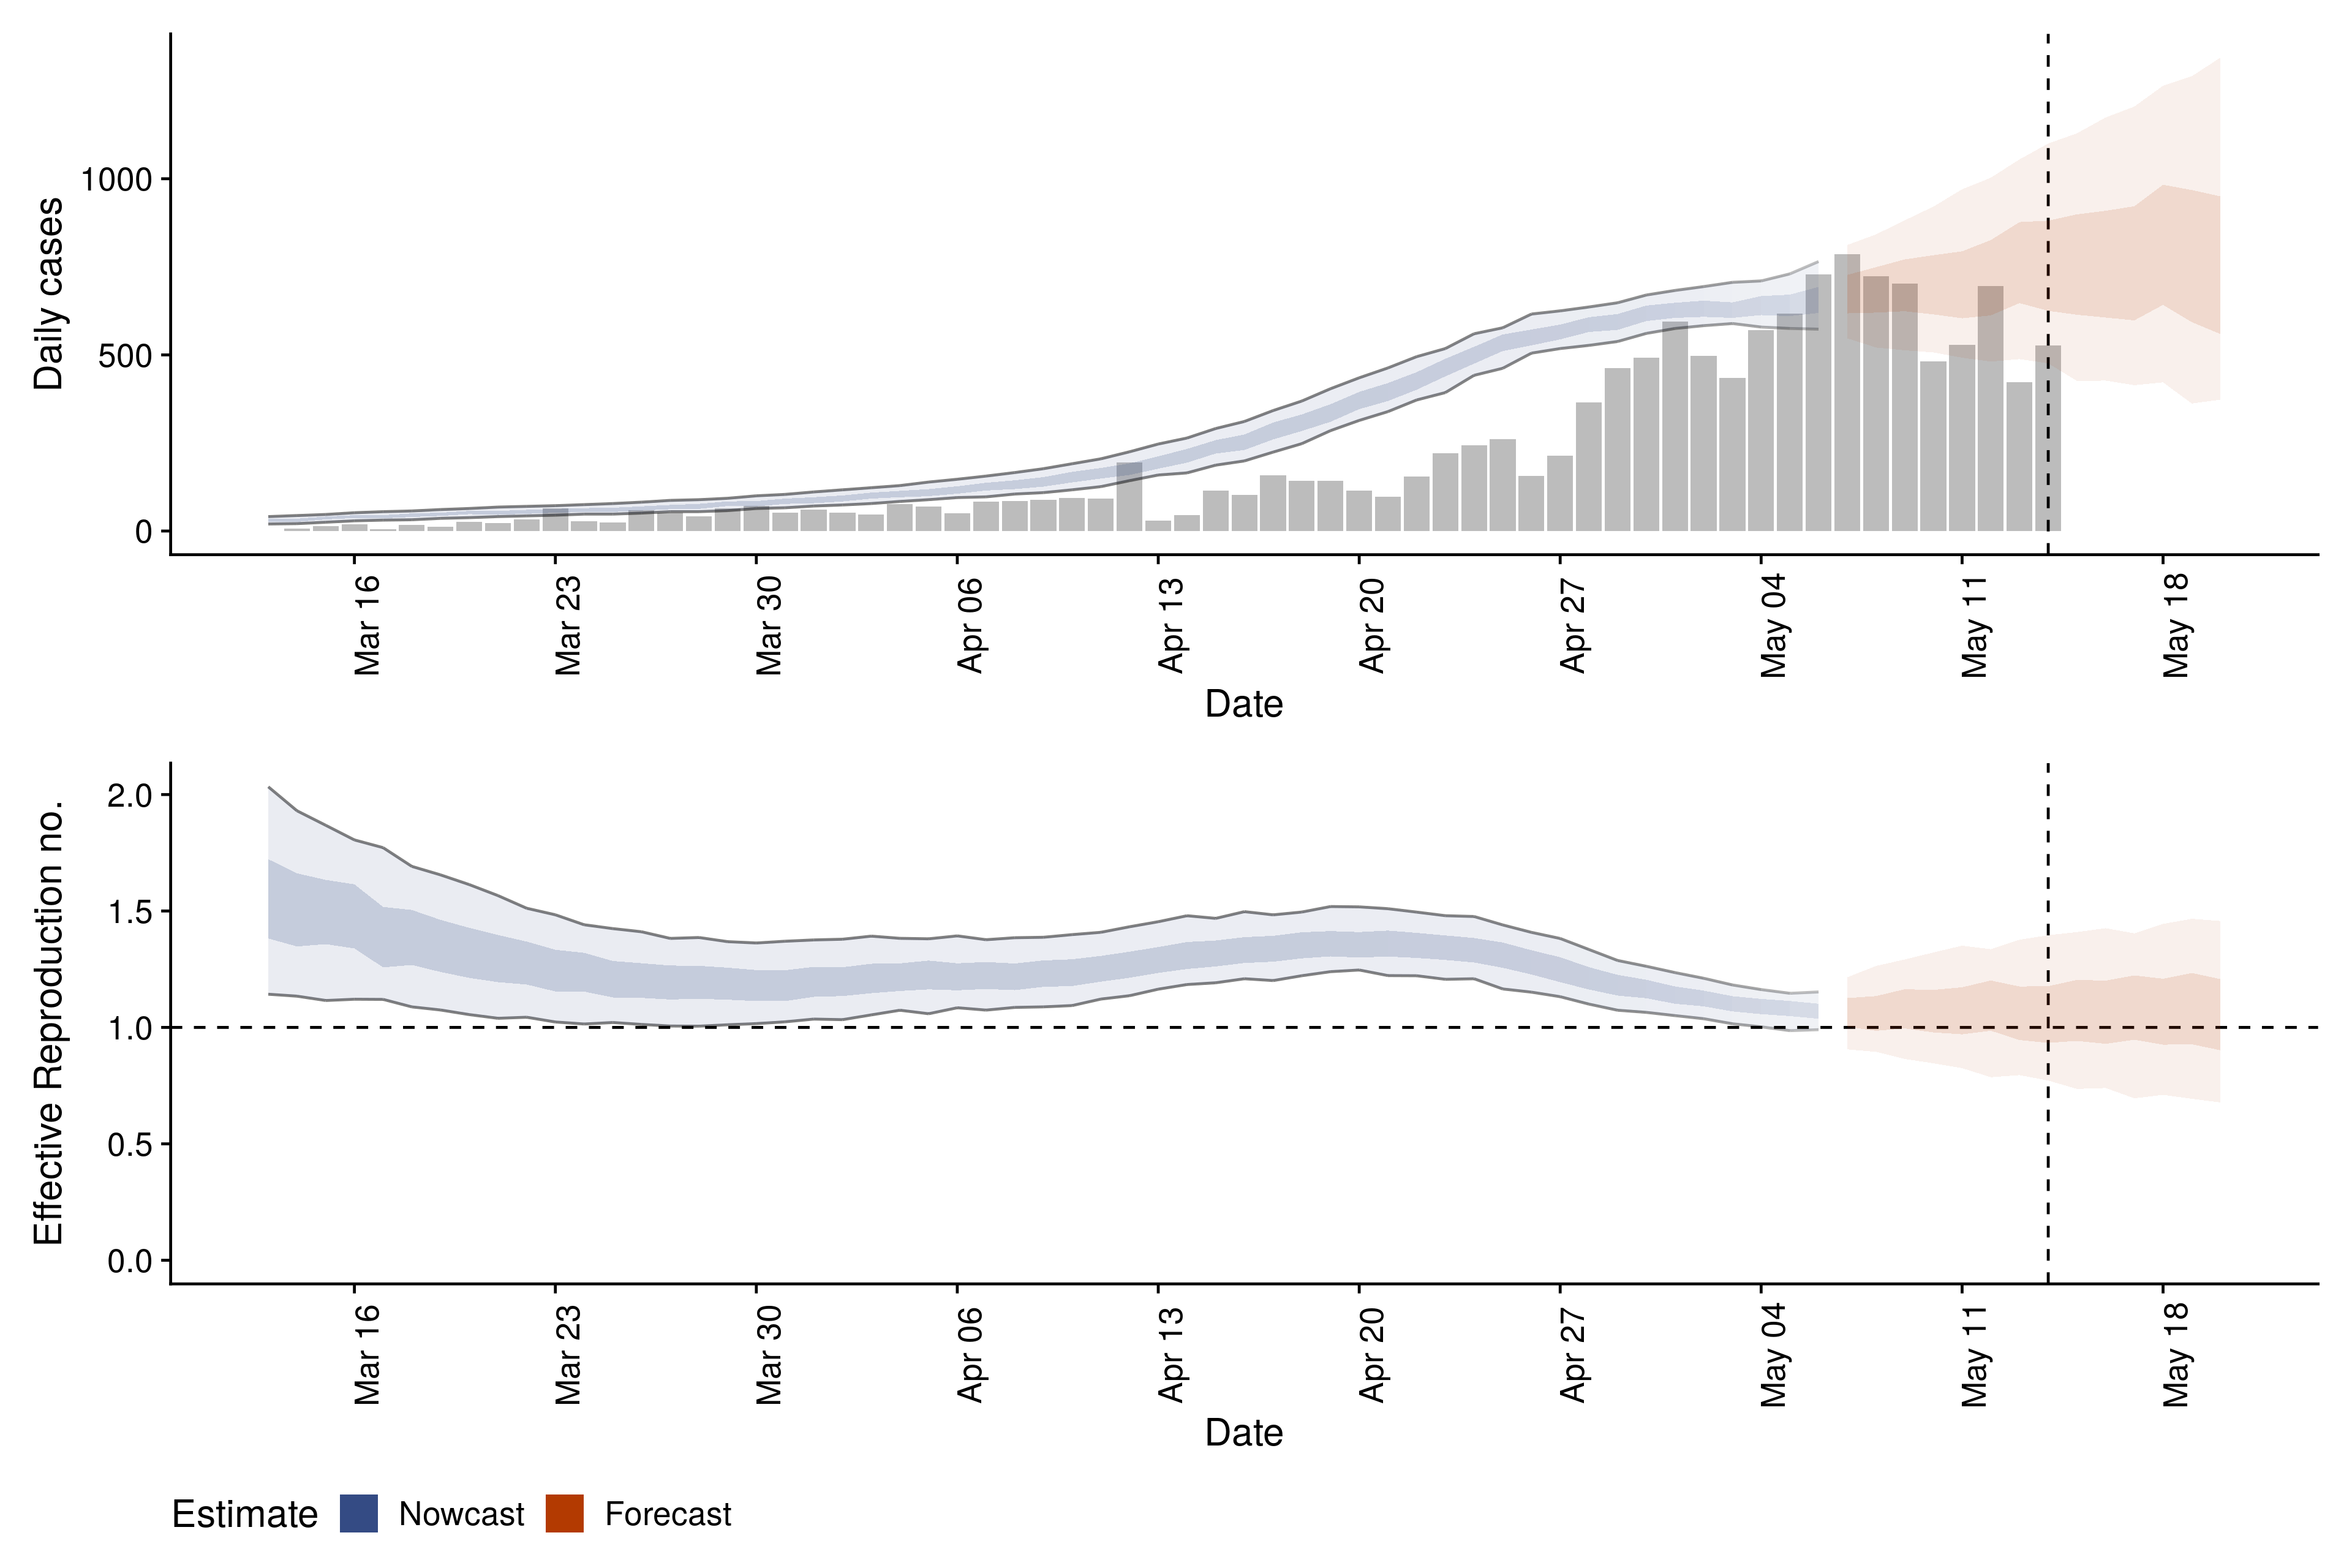 Daily cases
1000
500
0
Mar 16 Mar 23 Mar 30 Apr 06 Apr 13 Apr 20 Apr 27 May 04 May 11 May 18
Date
Effective Reproduction no.
2.0
1.5
1.0
0.5
0.0
Mar 16 Mar 23 Mar 30 Apr 06 Apr 13 Apr 20 Apr 27 May 04 May 11 May 18
Date
Estimate Nowcast Forecast